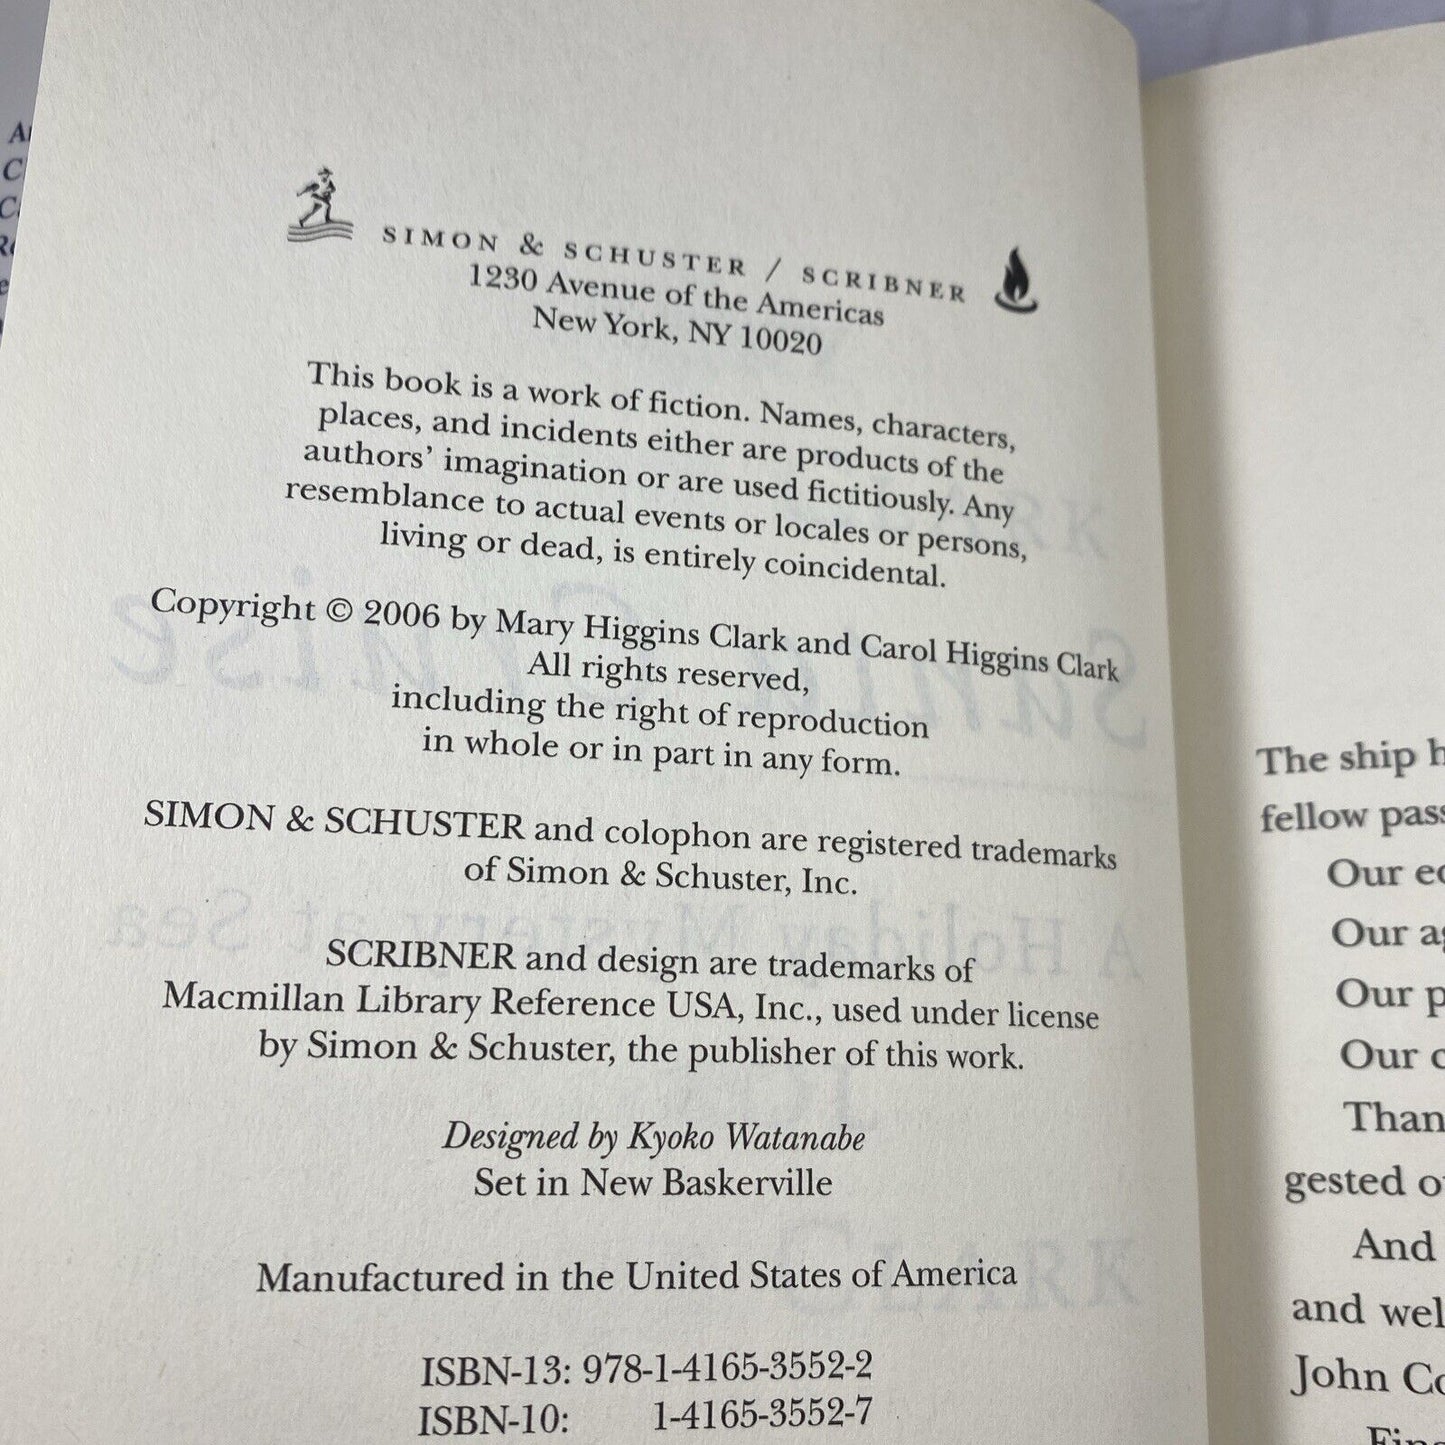 SIMON & SCHUSTER / SCRIBNER
1230 Avenue of the Americas
New York, NY 10020
This book is a work of fiction. Names, characters,
places, and incidents either are products of the
authors' imagination or are used fictitiously. Any
resemblance to actual events or locales or persons,
living or dead, is entirely coincidental.
Copyright © 2006 by Mary Higgins Clark and Carol Higgins Clark
All rights reserved,
including the right of reproduction
in whole or in part in any form.
SIMON & SCHUSTER and colophon are registered trademarks
of Simon & Schuster, Inc.
SCRIBNER and design are trademarks of
Macmillan Library Reference USA, Inc., used under license
by Simon & Schuster, the publisher of this work.
Designed by Kyoko Watanabe
Set in New Baskerville
Manufactured in the United States of America
ISBN-13: 978-1-4165-3552-2
ISBN-10: 1-4165-3552-7
The ship
fellow
Our
Our
Our
Our
gested
And
and
John